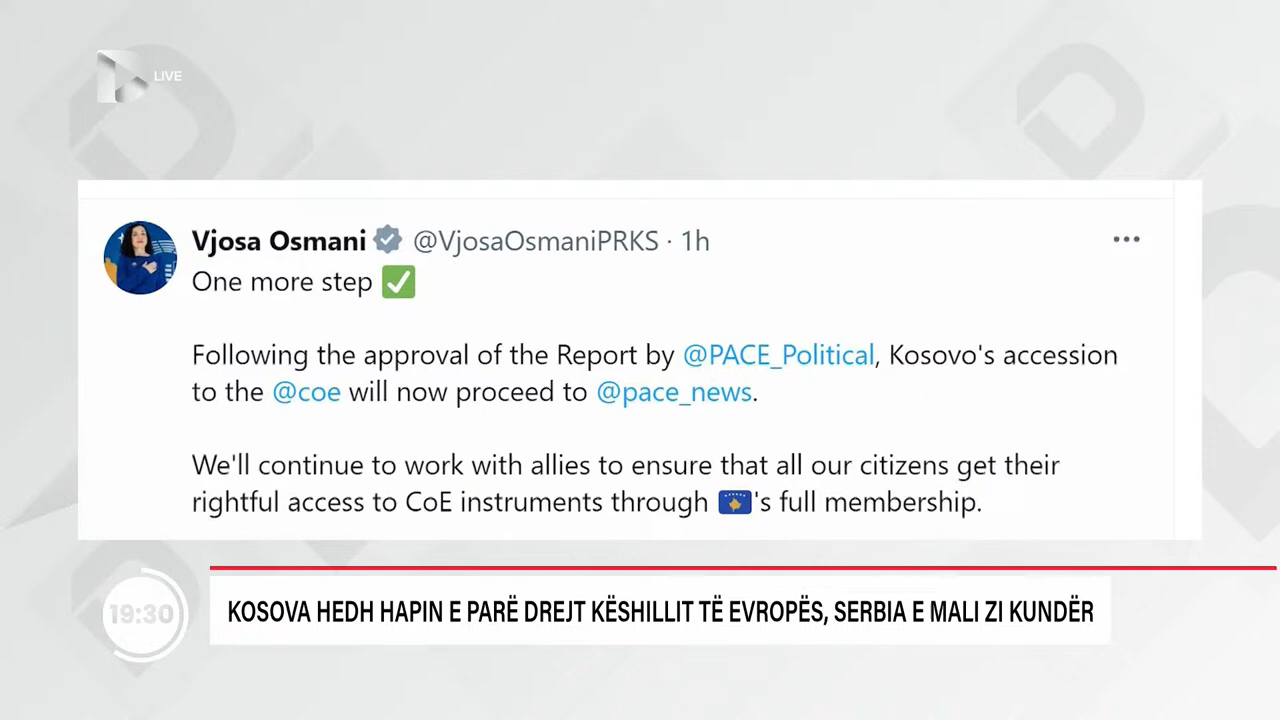 LIVE
Vjosa Osmani @VjosaOsmaniPRKS · 1h
One more step ✅
Following the approval of the Report by @PACE_Political, Kosovo's accession
to the @coe will now proceed to @pace_news.
We'll continue to work with allies to ensure that all our citizens get their
rightful access to CoE instruments through 🇽🇰's full membership.
19:30
KOSOVA HEDH HAPIN E PARË DREJT KËSHILLIT TË EVROPËS, SERBIA E MALI ZI KUNDËR